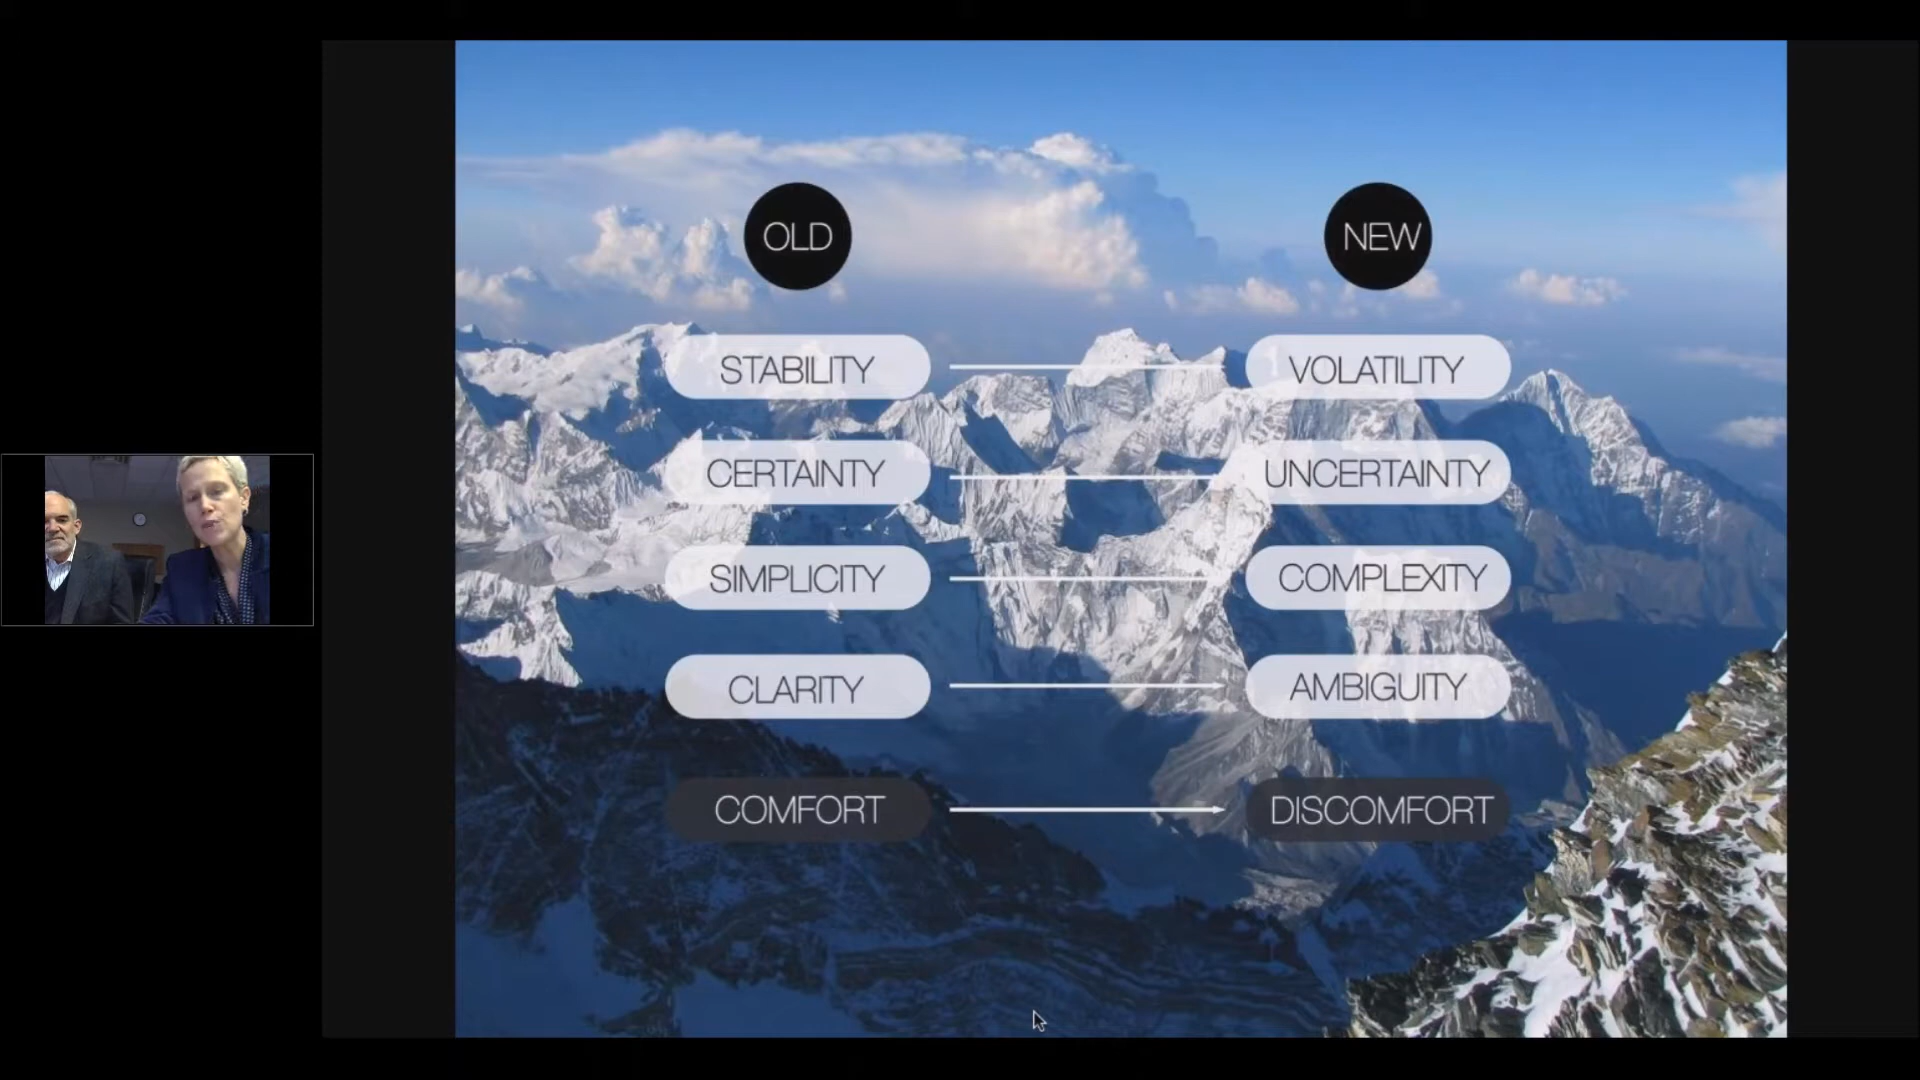 OLD NEW
STABILITY VOLATILITY
CERTAINTY UNCERTAINTY
SIMPLICITY COMPLEXITY
CLARITY AMBIGUITY
COMFORT DISCOMFORT